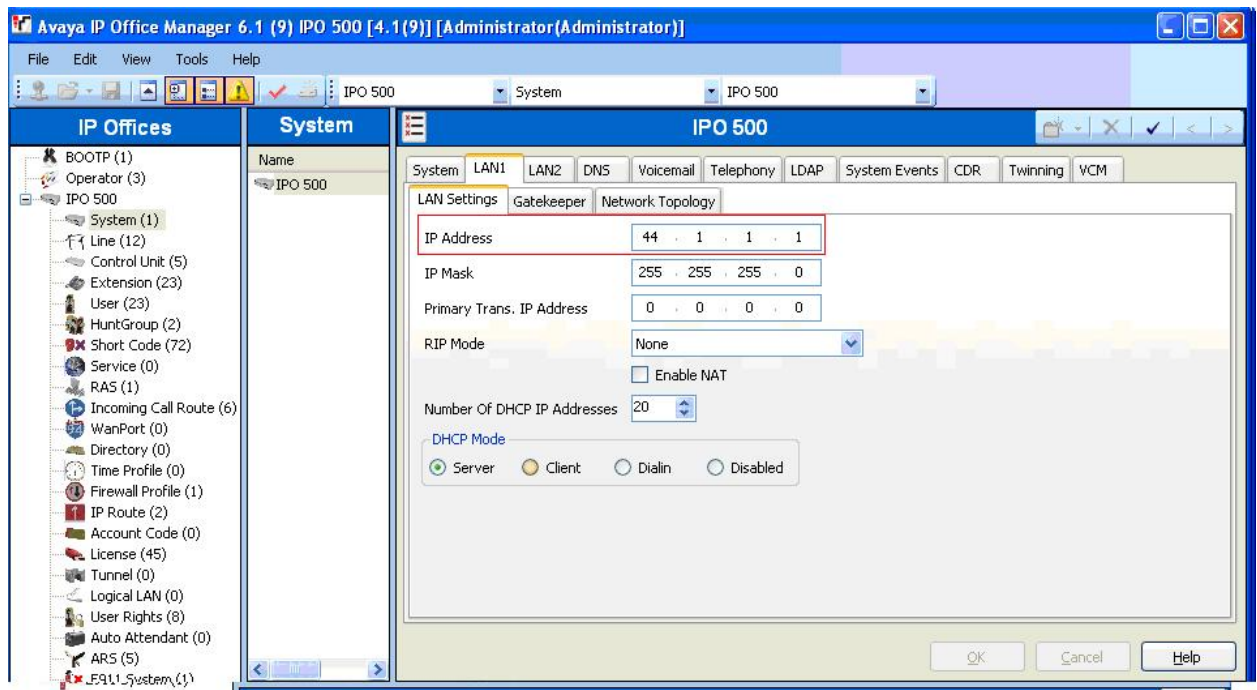 Avaya IP Office Manager 6.1 (9) IPO 500 [4.1(9)] [Administrator(Administrator)]
File Edit View Tools Help
IPO 500 System IPO 500
IP Offices
BOOTP (1)
Operator (3)
IPO 500
System (1)
Line (12)
Control Unit (5)
Extension (23)
User (23)
HuntGroup (2)
Short Code (72)
Service (0)
RAS (1)
Incoming Call Route (6)
WanPort (0)
Directory (0)
Time Profile (0)
Firewall Profile (1)
IP Route (2)
Account Code (0)
License (45)
Tunnel (0)
Logical LAN (0)
User Rights (8)
Auto Attendant (0)
ARS (5)
E911 System (1)
System
Name
IPO 500
IPO 500
System LAN1 LAN2 DNS Voicemail Telephony LDAP System Events CDR Twinning VCM
LAN Settings Gatekeeper Network Topology
IP Address 44 . 1 . 1 . 1
IP Mask 255 . 255 . 255 . 0
Primary Trans. IP Address 0 . 0 . 0 . 0
RIP Mode None
Enable NAT
Number Of DHCP IP Addresses 20
DHCP Mode
Server Client Dialin Disabled
OK Cancel Help